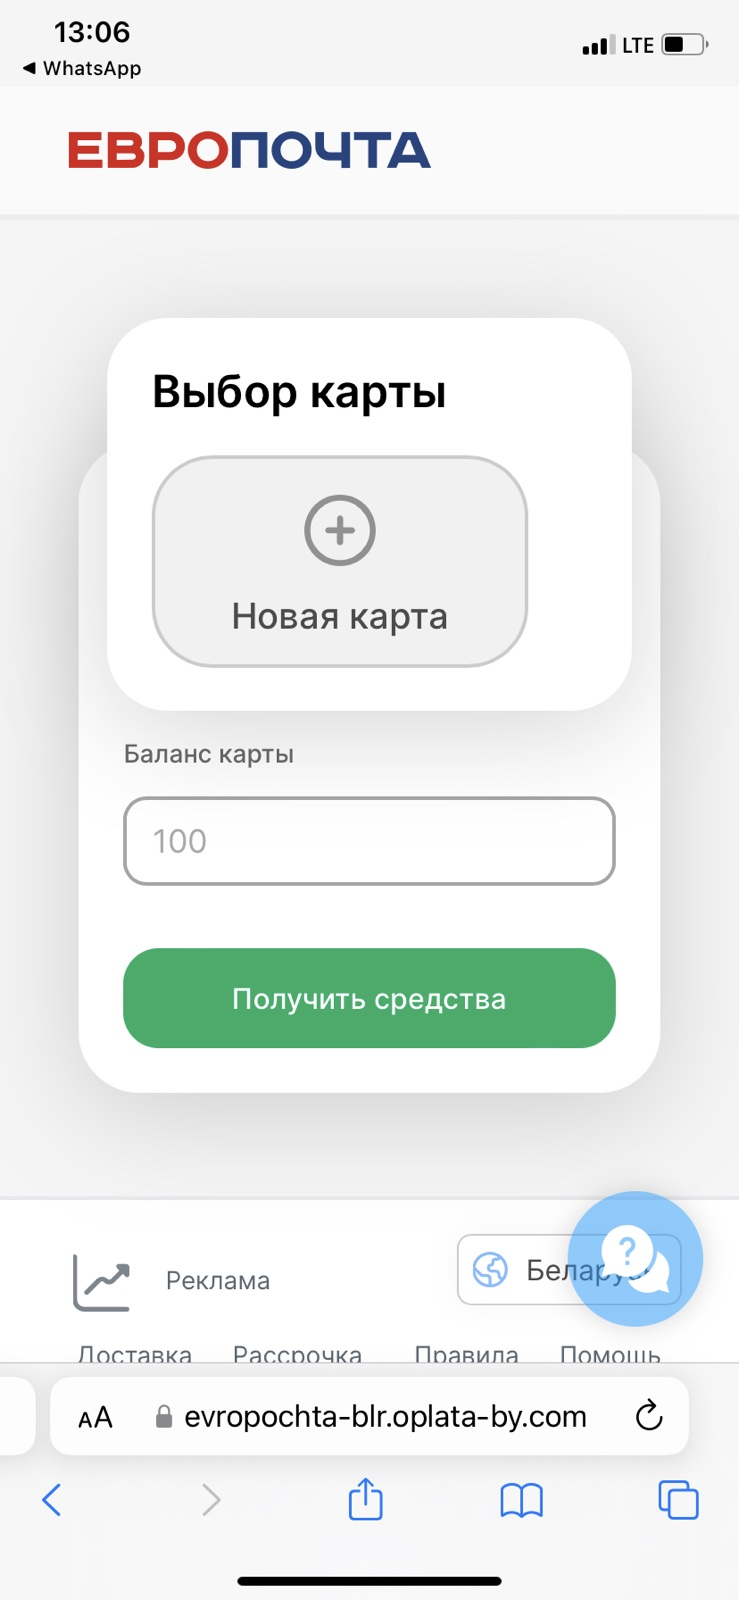 13:06
LTE
WhatsApp
ЕВРОПОЧТА
Выбор карты
Новая карта
Баланс карты
100
Получить средства
Реклама
Беларусь
Доставка Рассрочка Правила Помощь
AA evropochta-blr.oplata-by.com